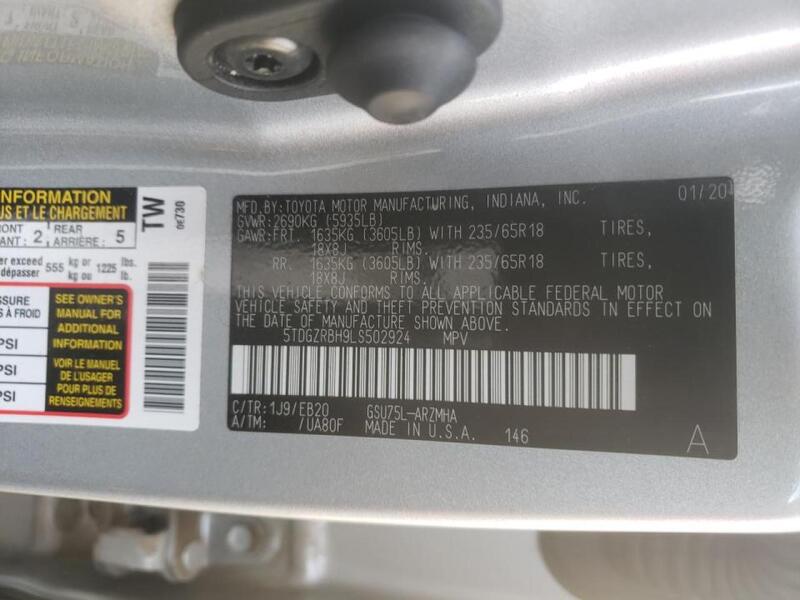 INFORMATION
US ET LE CHARGEMENT
FRONT
ANT: 2
REAR
ARRIÈRE: 5
er exceed
dépasser 555 kg or
kg ou 1225 lbs.
lb.
À FROID
PSI
PSI
SEE OWNER'S
MANUAL FOR
ADDITIONAL
INFORMATION
VOIR LE MANUEL
DE L'USAGER
POUR PLUS DE
RENSEIGNEMENTS
TW
0E730
MFD.BY:TOYOTA MOTOR MANUFACTURING, INDIANA, INC. 01/20
GVWR:2690KG (5935LB)
GAWR:FRT. 1635KG (3605LB) WITH 235/65R18 TIRES,
18X8J RIMS.
RR. 1635KG (3605LB) WITH 235/65R18 TIRES,
18X8J RIMS.
THIS VEHICLE CONFORMS TO ALL APPLICABLE FEDERAL MOTOR
VEHICLE SAFETY AND THEFT PREVENTION STANDARDS IN EFFECT ON
THE DATE OF MANUFACTURE SHOWN ABOVE.
5TDGZRBH9LS502924 MPV
C/TR:1J9/EB20 GSU75L-ARZMHA
A/TM: /UA80F MADE IN U.S.A. 146
A